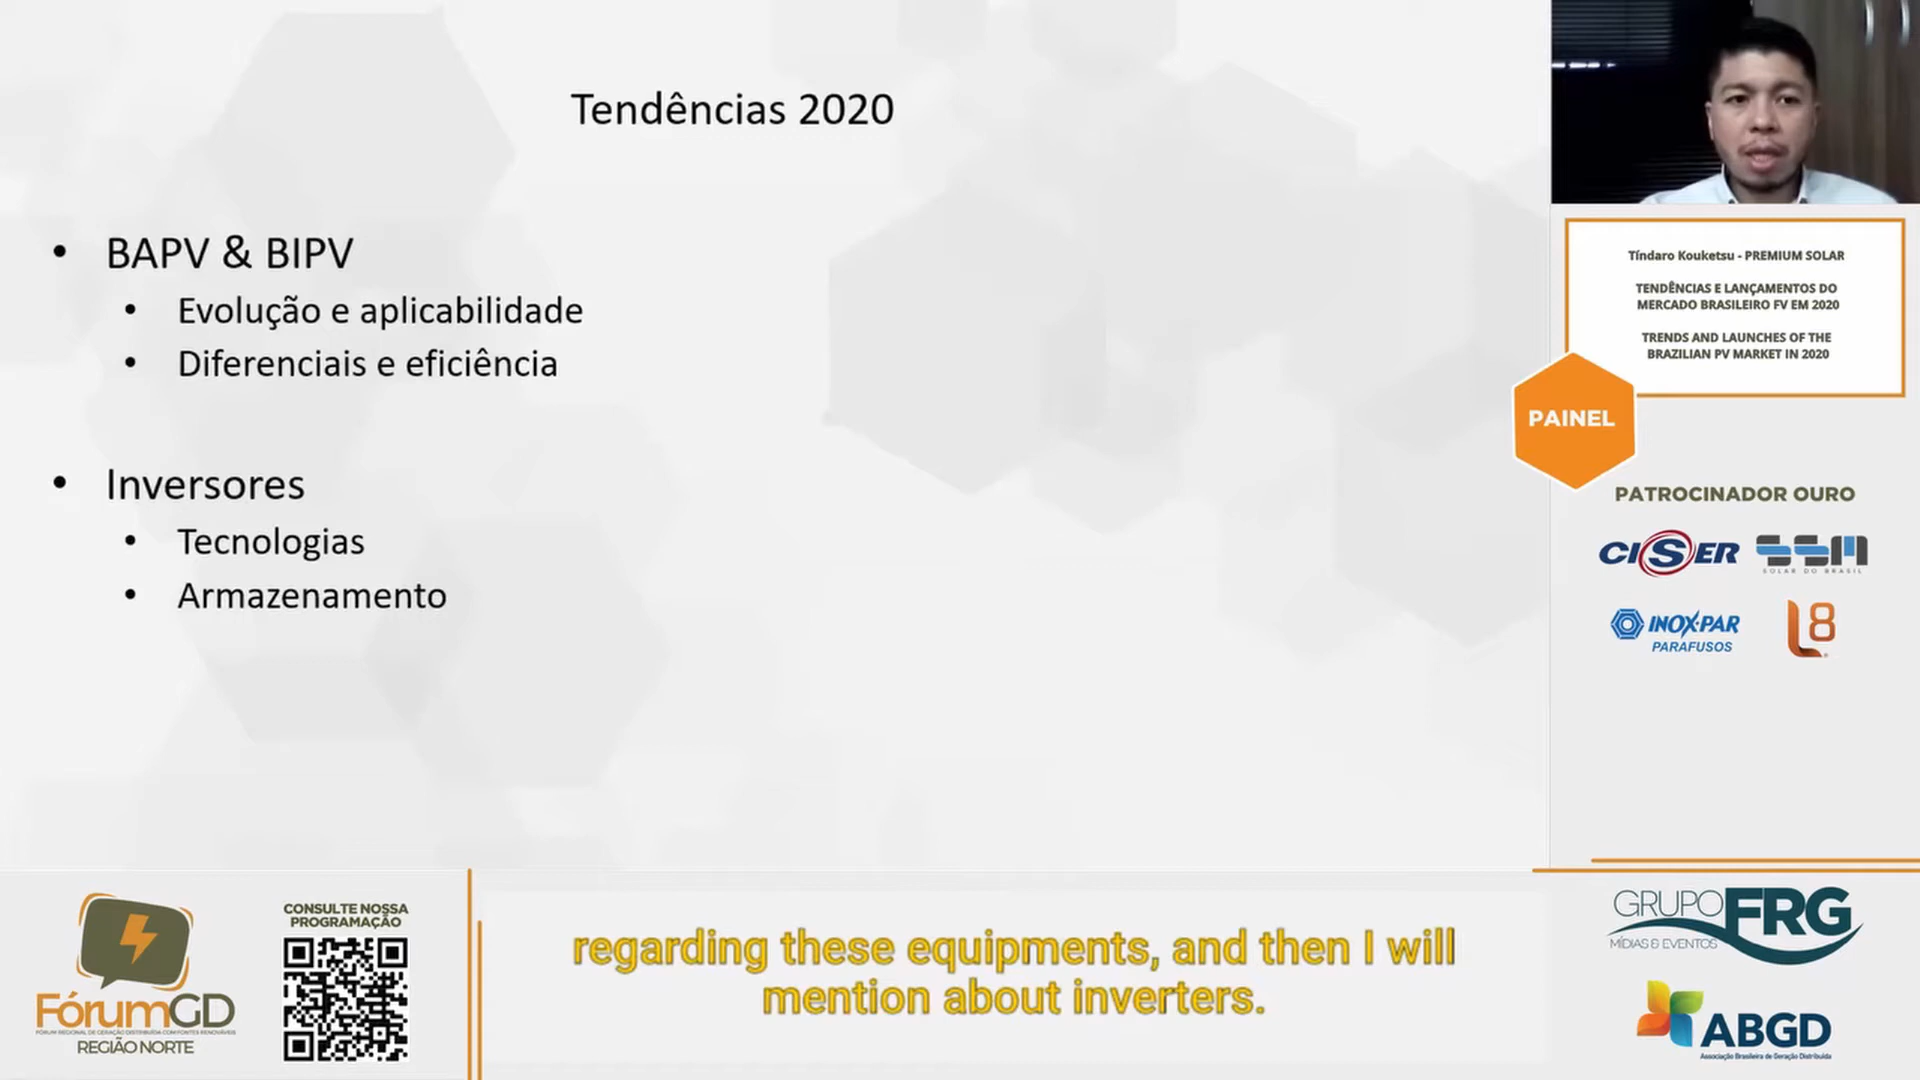 Tendências 2020
• BAPV & BIPV
• Evolução e aplicabilidade
• Diferenciais e eficiência
• Inversores
• Tecnologias
• Armazenamento
Tíndaro Kouketsu - PREMIUM SOLAR
TENDÊNCIAS E LANÇAMENTOS DO
MERCADO BRASILEIRO FV EM 2020
TRENDS AND LAUNCHES OF THE
BRAZILIAN PV MARKET IN 2020
PAINEL
PATROCINADOR OURO
CISER
SSM
SOLAR DO BRASIL
INOX-PAR
PARAFUSOS
L8
FórumGD
FÓRUM REGIONAL DE GERAÇÃO DISTRIBUÍDA COM FONTES RENOVÁVEIS
REGIÃO NORTE
CONSULTE NOSSA
PROGRAMAÇÃO
regarding these equipments, and then I will
mention about inverters.
GRUPO FRG
MÍDIAS & EVENTOS
ABGD
Associação Brasileira de Geração Distribuída